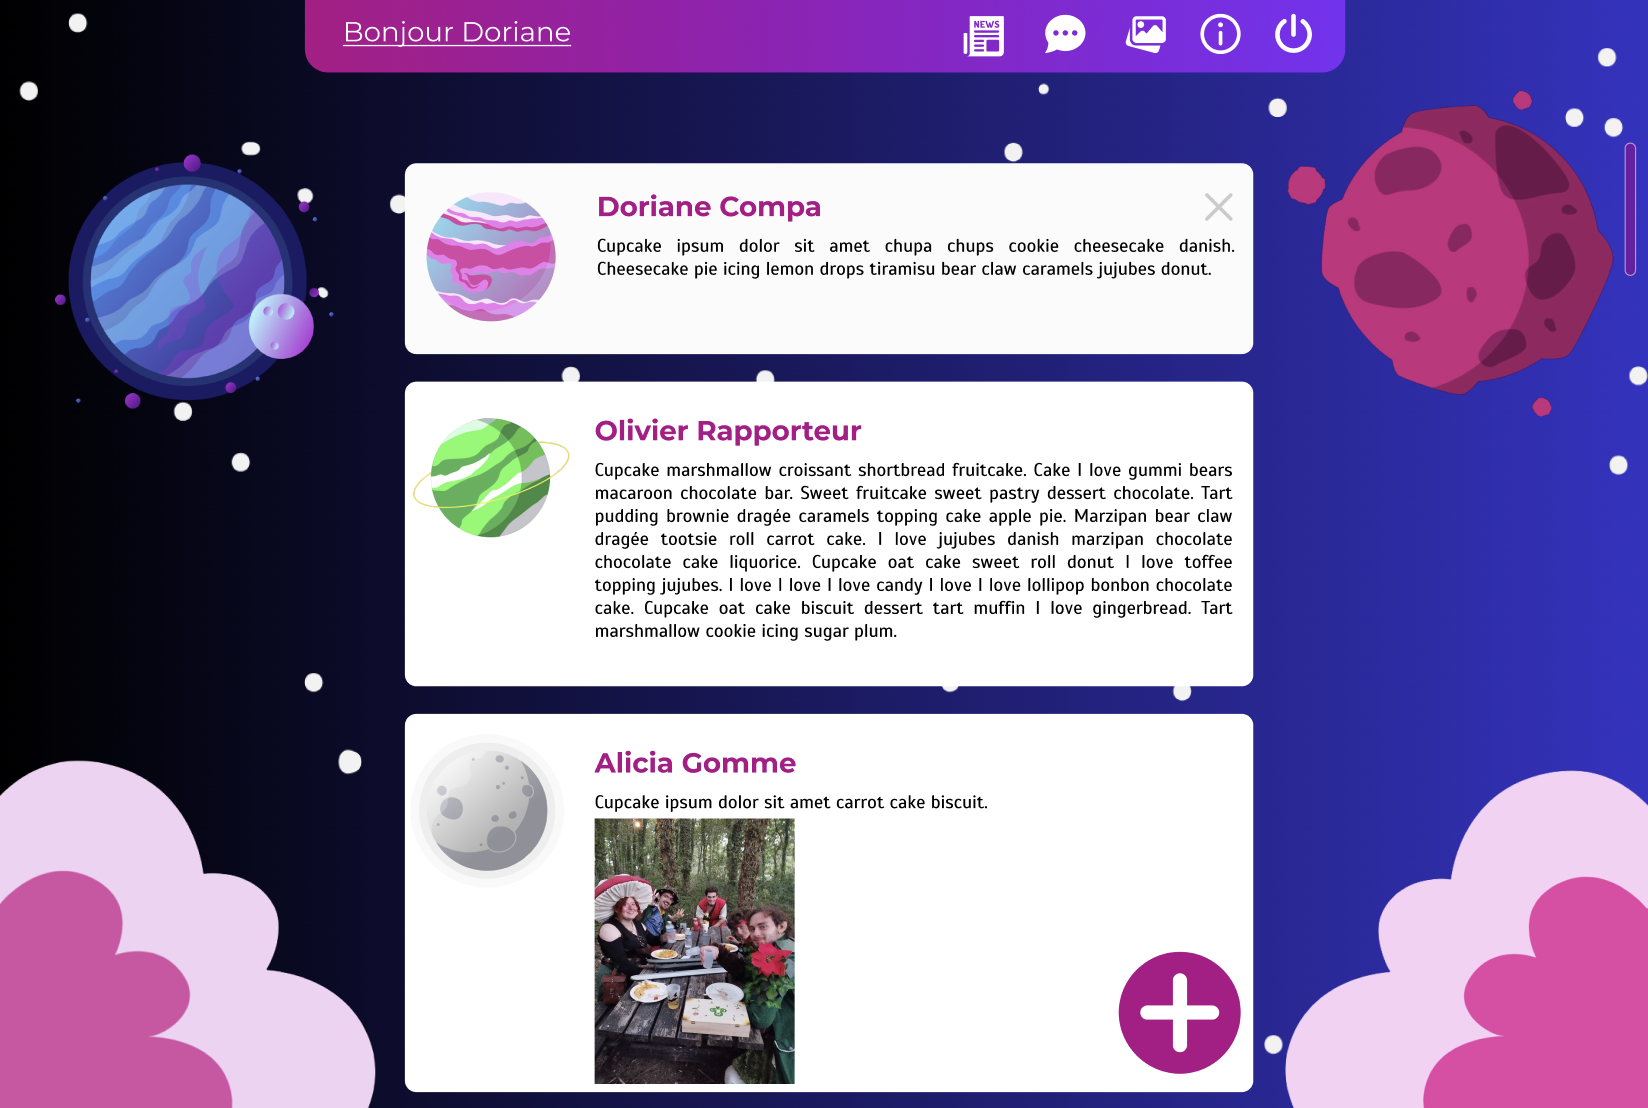 Bonjour Doriane
NEWS
Doriane Compa
Cupcake ipsum dolor sit amet chupa chups cookie cheesecake danish.
Cheesecake pie icing lemon drops tiramisu bear claw caramels jujubes donut.
Olivier Rapporteur
Cupcake marshmallow croissant shortbread fruitcake. Cake I love gummi bears
macaroon chocolate bar. Sweet fruitcake sweet pastry dessert chocolate. Tart
pudding brownie dragée caramels topping cake apple pie. Marzipan bear claw
dragée tootsie roll carrot cake. I love jujubes danish marzipan chocolate
chocolate cake liquorice. Cupcake oat cake sweet roll donut I love toffee
topping jujubes. I love I love I love candy I love I love lollipop bonbon chocolate
cake. Cupcake oat cake biscuit dessert tart muffin I love gingerbread. Tart
marshmallow cookie icing sugar plum.
Alicia Gomme
Cupcake ipsum dolor sit amet carrot cake biscuit.